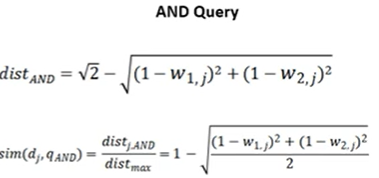 AND Query
dist_AND = √2 − √((1 − w_1,j)² + (1 − w_2,j)²)
sim(d_j, q_AND) = dist_j,AND / dist_max = 1 − √(((1 − w_1,j)² + (1 − w_2,j)²) / 2)